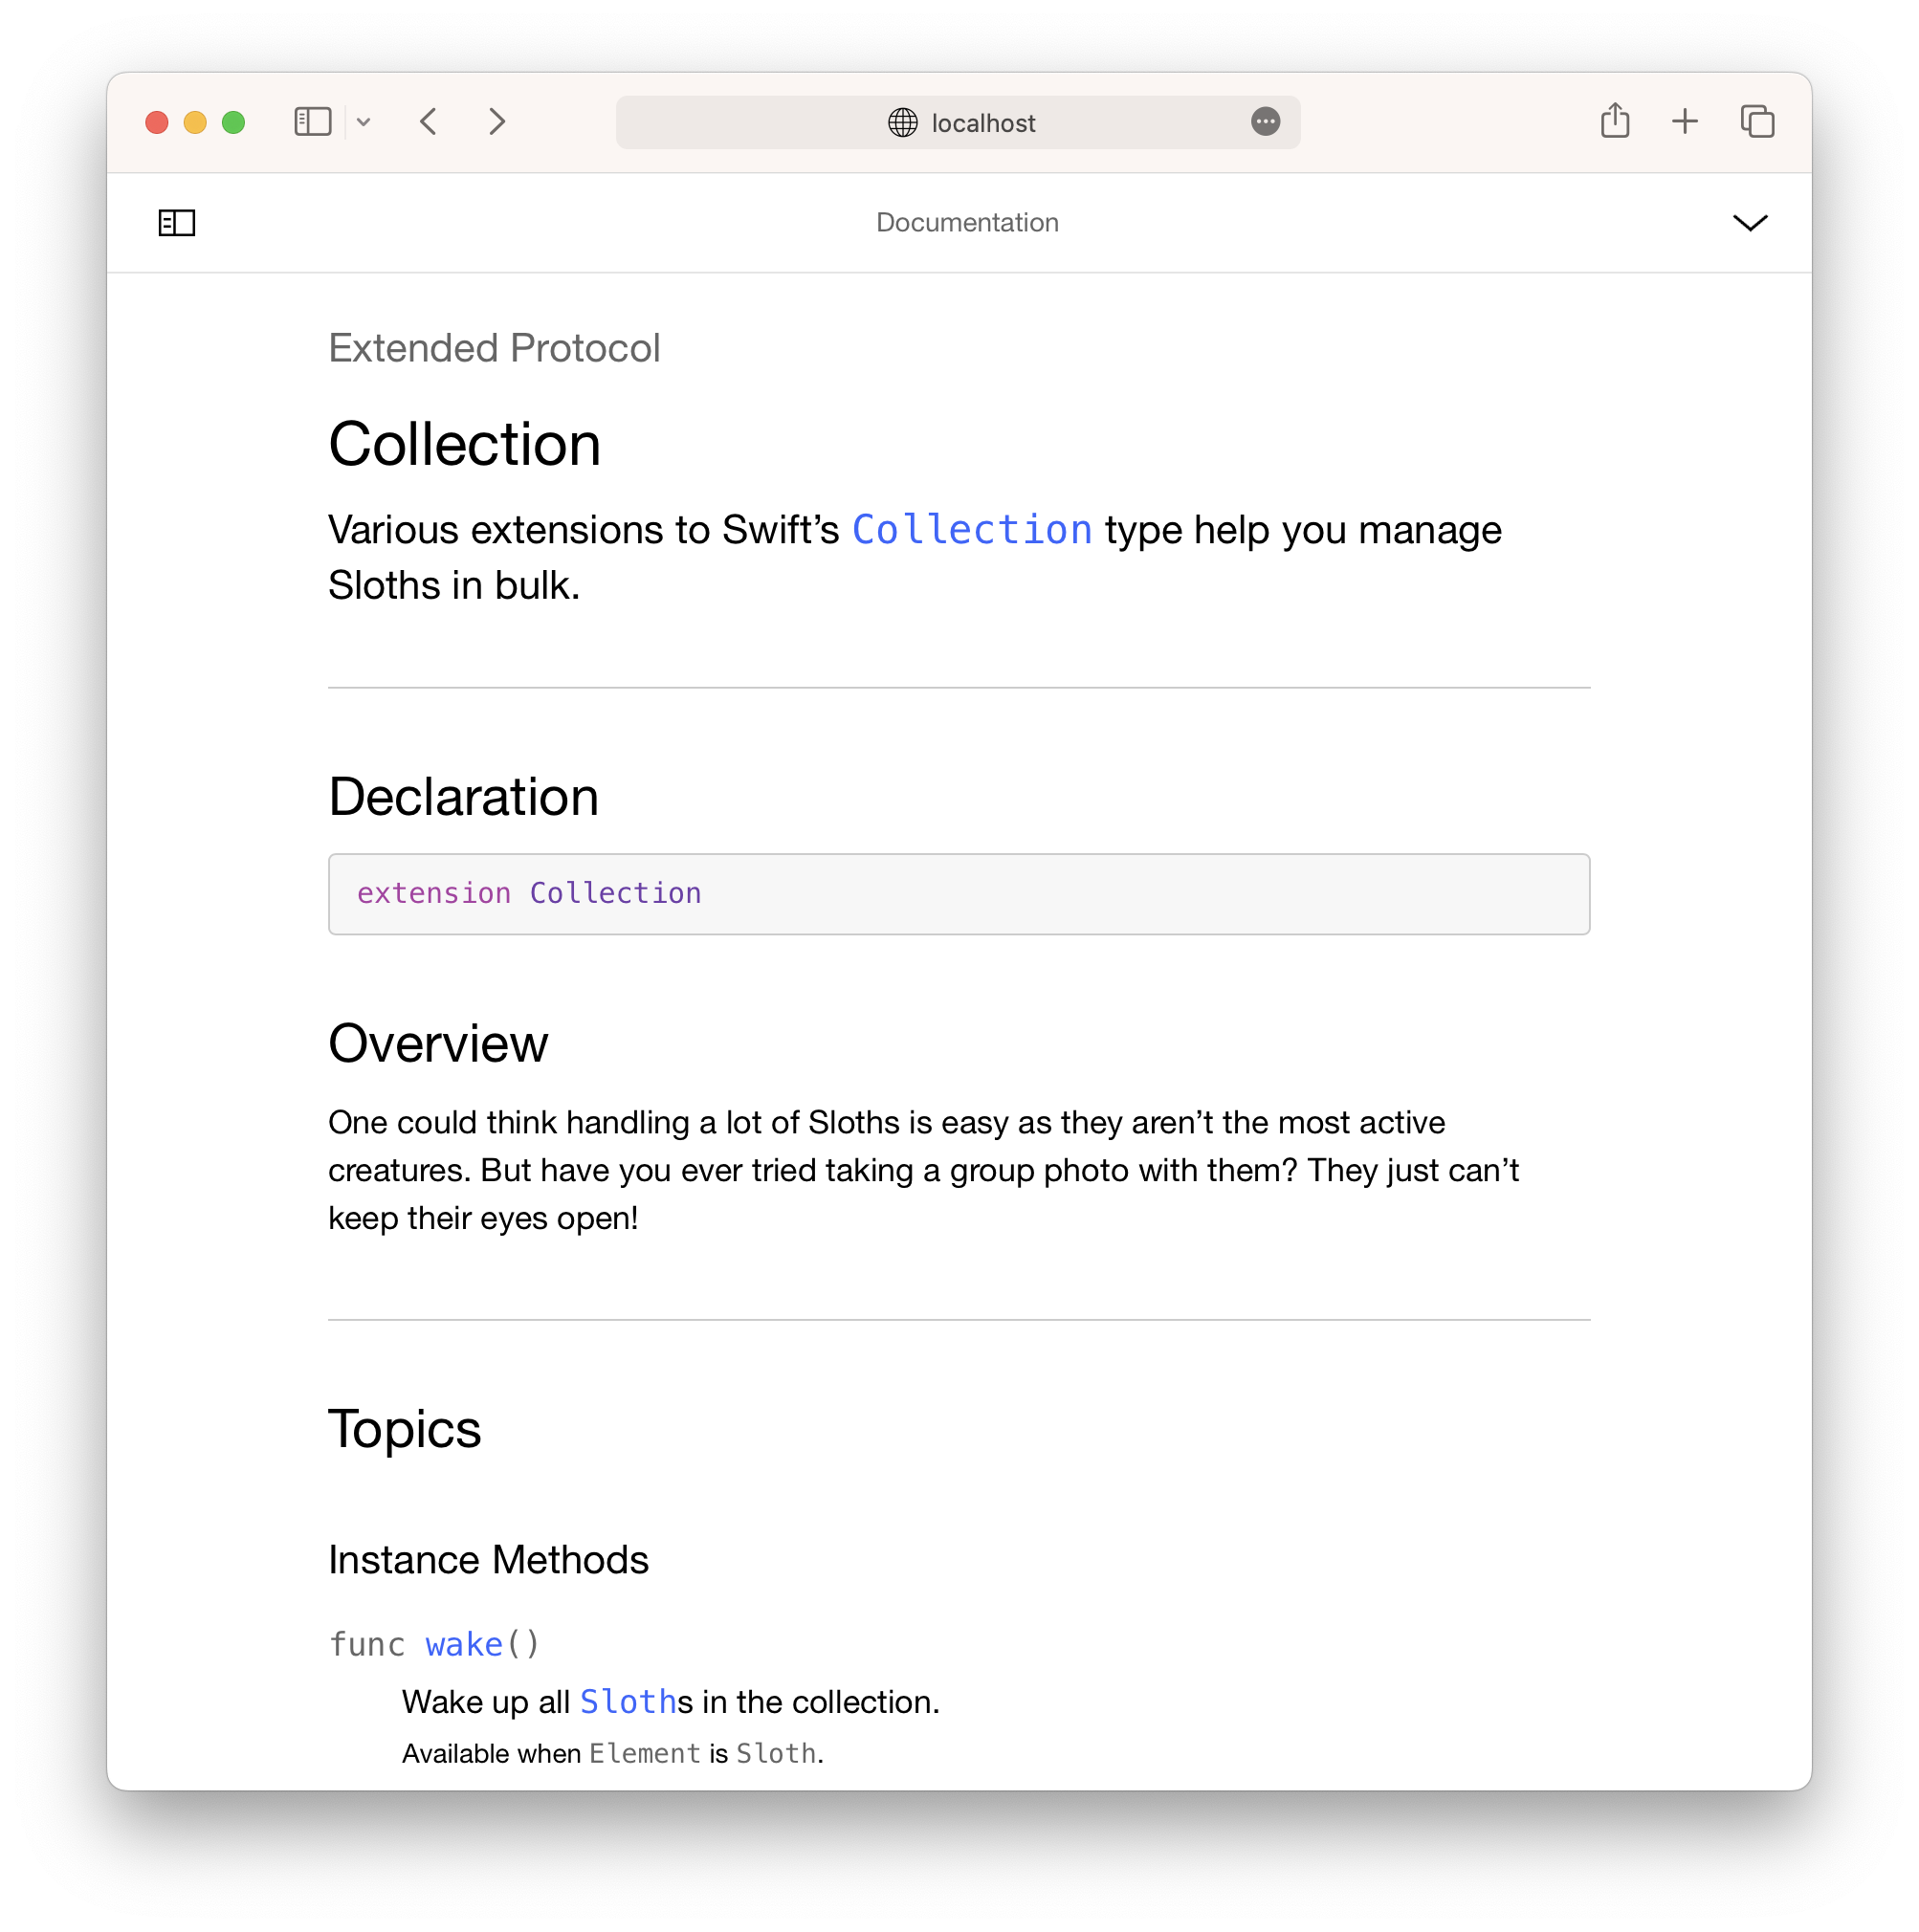 localhost
Documentation
Extended Protocol
Collection
Various extensions to Swift’s Collection type help you manage
Sloths in bulk.
Declaration
extension Collection
Overview
One could think handling a lot of Sloths is easy as they aren’t the most active
creatures. But have you ever tried taking a group photo with them? They just can’t
keep their eyes open!
Topics
Instance Methods
func wake()
Wake up all Sloths in the collection.
Available when Element is Sloth.